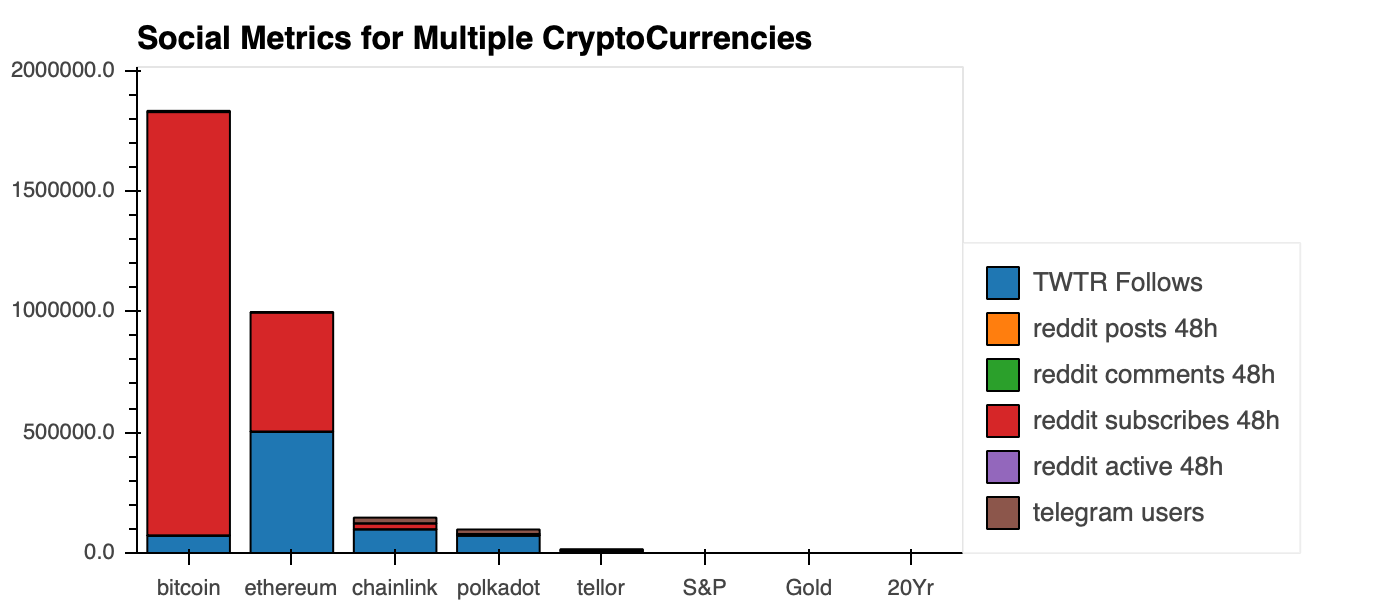 Social Metrics for Multiple CryptoCurrencies
2000000.0
1500000.0
1000000.0
500000.0
0.0
bitcoin ethereum chainlink polkadot tellor S&P Gold 20Yr
TWTR Follows
reddit posts 48h
reddit comments 48h
reddit subscribes 48h
reddit active 48h
telegram users